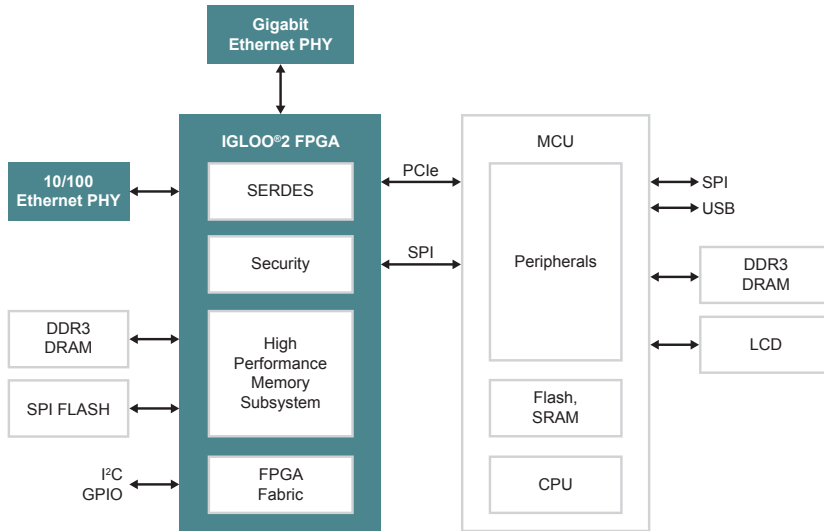 Gigabit
Ethernet PHY
IGLOO®2 FPGA
MCU
10/100
Ethernet PHY
SERDES
PCIe
SPI
USB
Security
SPI
Peripherals
DDR3
DRAM
DDR3
DRAM
High
Performance
Memory
Subsystem
LCD
SPI FLASH
Flash,
SRAM
I²C
GPIO
FPGA
Fabric
CPU